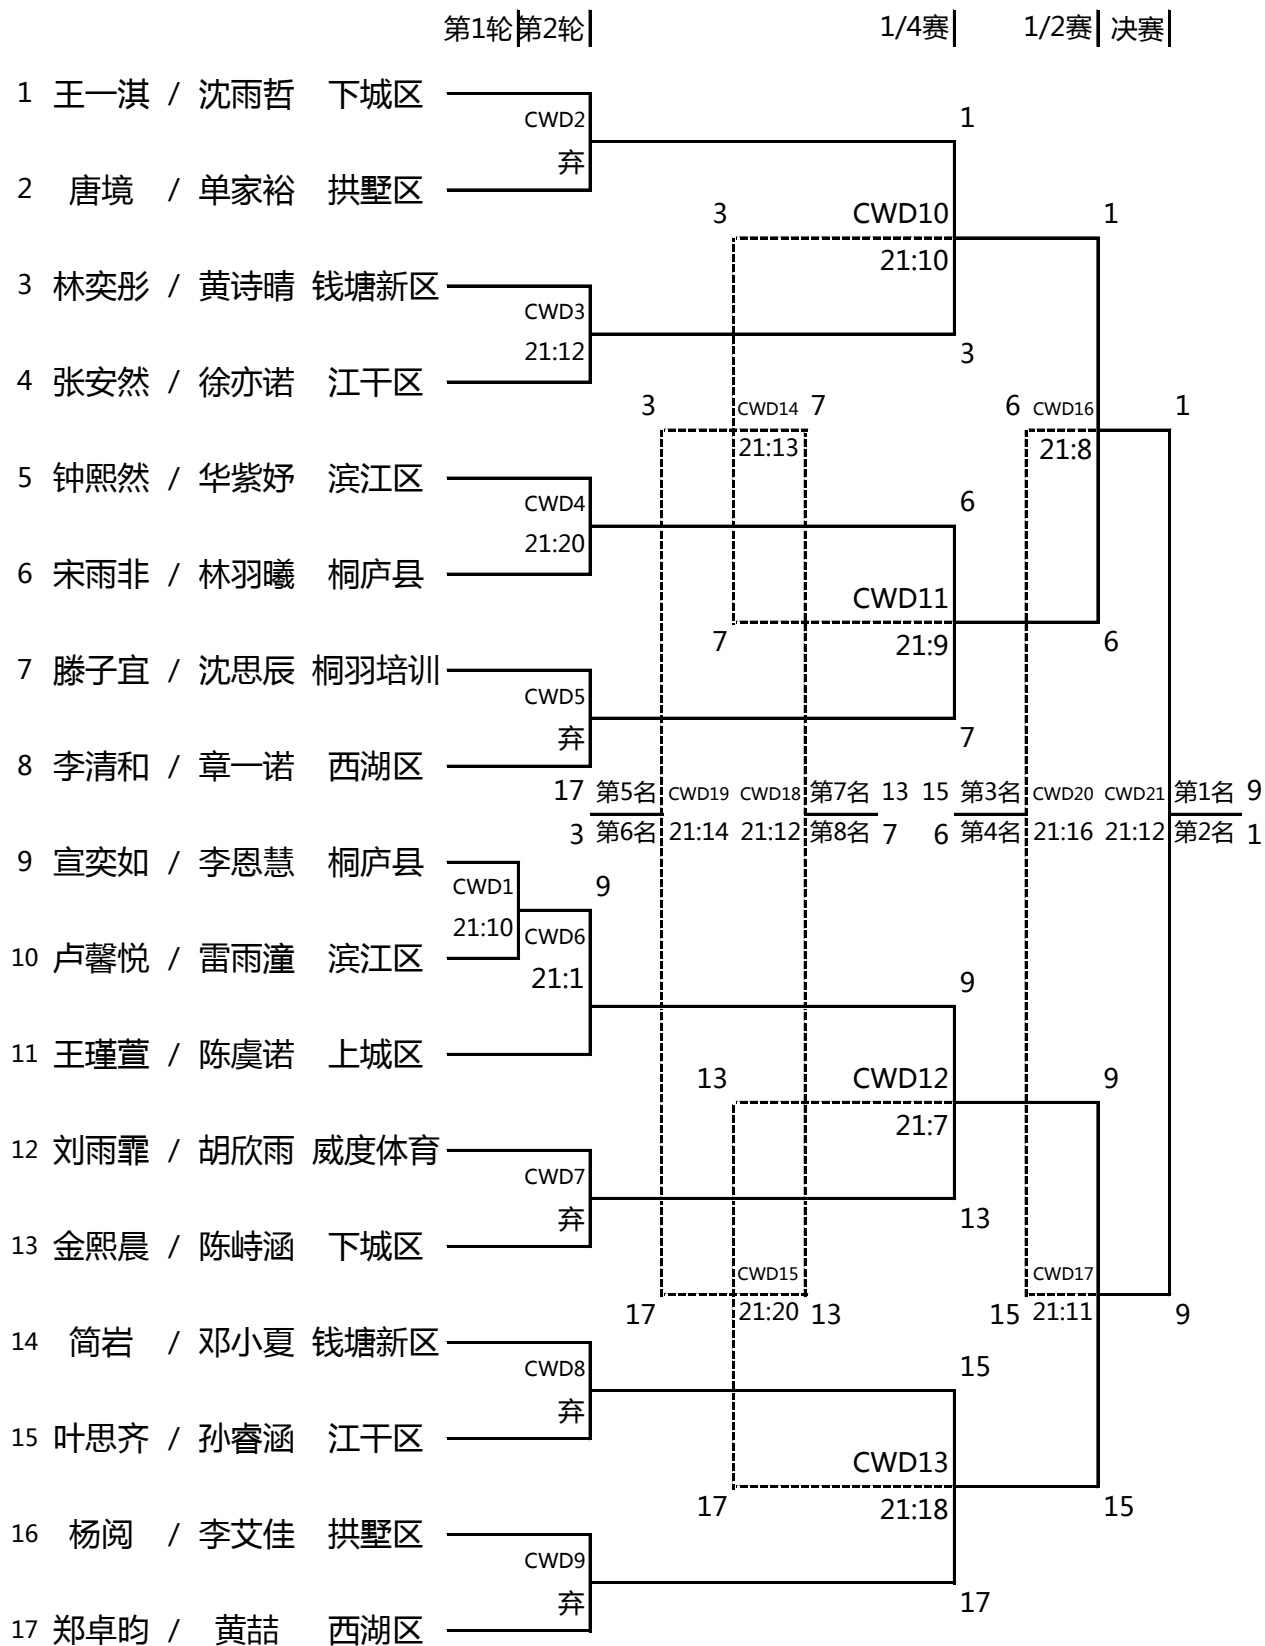 第1轮 第2轮 1/4赛 1/2赛 决赛
1 王一淇 / 沈雨哲 下城区
CWD2 1
弃
2 唐境 / 单家裕 拱墅区
3 CWD10 1
21:10
3 林奕彤 / 黄诗晴 钱塘新区
CWD3
21:12 3
4 张安然 / 徐亦诺 江干区
3 CWD14 7 6 CWD16 1
21:13 21:8
5 钟熙然 / 华紫妤 滨江区
CWD4 6
21:20
6 宋雨非 / 林羽曦 桐庐县
CWD11
7 21:9 6
7 滕子宜 / 沈思辰 桐羽培训
CWD5
弃 7
8 李清和 / 章一诺 西湖区
17 第5名 CWD19 CWD18 第7名 13 15 第3名 CWD20 CWD21 第1名 9
3 第6名 21:14 21:12 第8名 7 6 第4名 21:16 21:12 第2名 1
9 宣奕如 / 李恩慧 桐庐县
CWD1 9
21:10 CWD6
10 卢馨悦 / 雷雨潼 滨江区
21:1 9
11 王瑾萱 / 陈虞诺 上城区
13 CWD12 9
21:7
12 刘雨霏 / 胡欣雨 威度体育
CWD7
弃 13
13 金熙晨 / 陈峙涵 下城区
CWD15 CWD17
17 21:20 13 15 21:11 9
14 简岩 / 邓小夏 钱塘新区
CWD8 15
弃
15 叶思齐 / 孙睿涵 江干区
CWD13
17 21:18 15
16 杨阅 / 李艾佳 拱墅区
CWD9
弃 17
17 郑卓昀 / 黄喆 西湖区